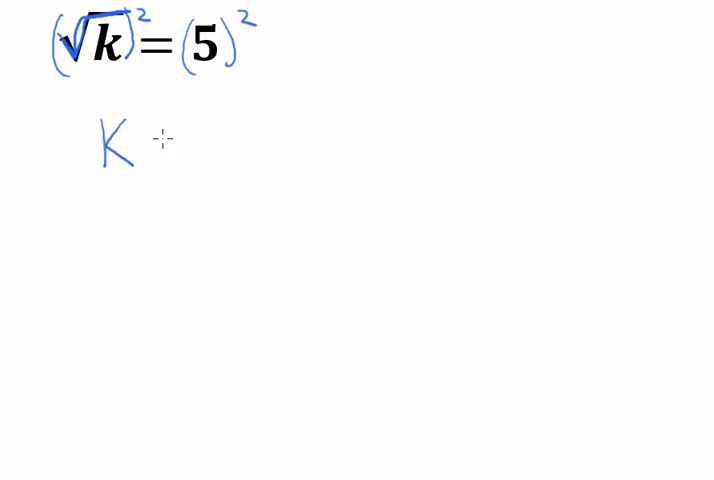 (√k)² = (5)²
K